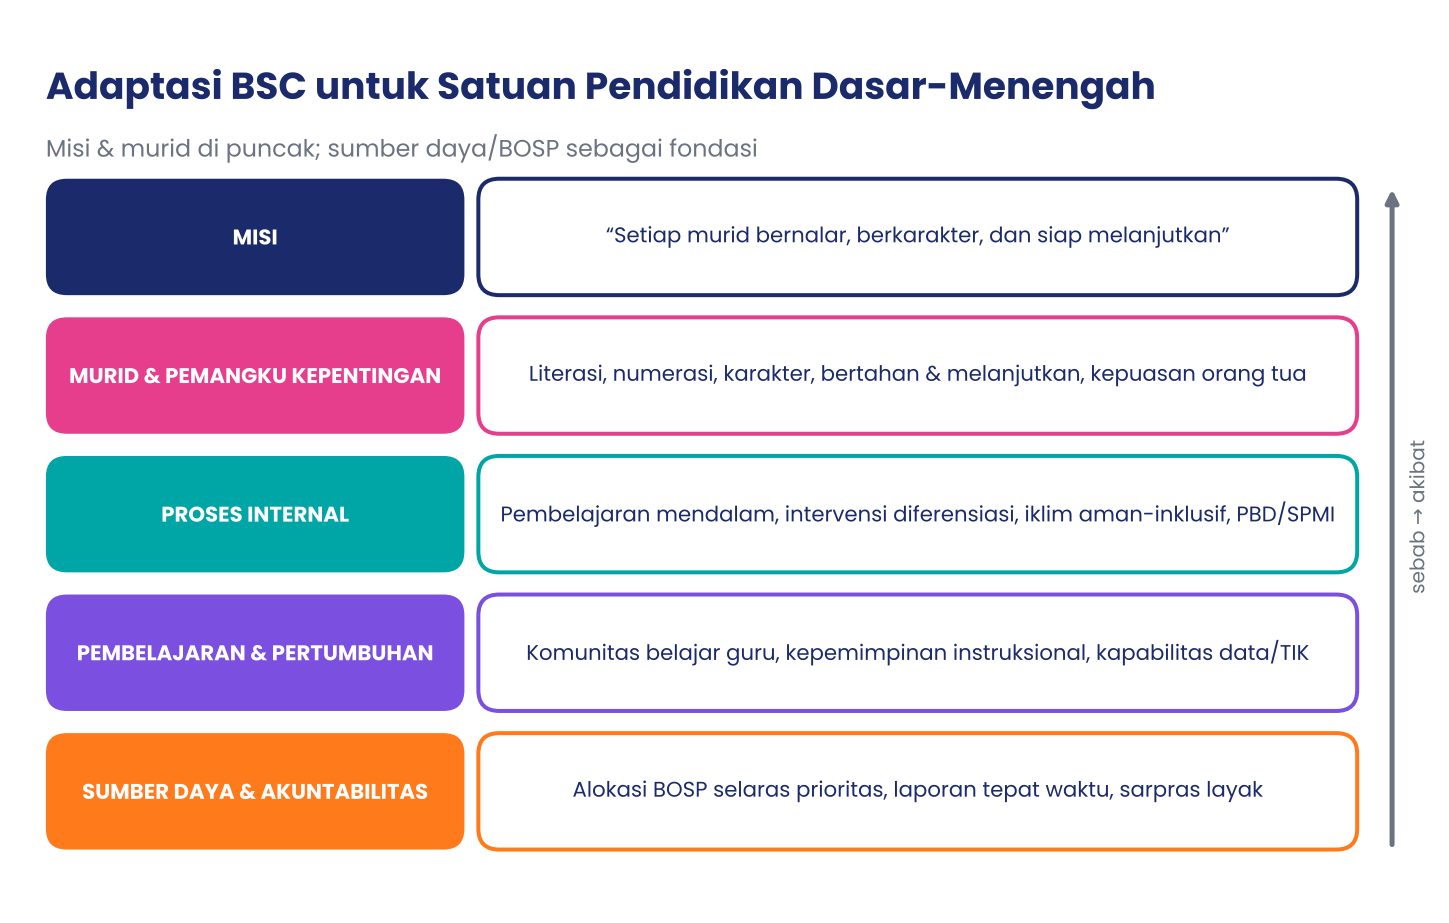 Adaptasi BSC untuk Satuan Pendidikan Dasar–Menengah
Misi & murid di puncak; sumber daya/BOSP sebagai fondasi
MISI
“Setiap murid bernalar, berkarakter, dan siap melanjutkan”
MURID & PEMANGKU KEPENTINGAN
Literasi, numerasi, karakter, bertahan & melanjutkan, kepuasan orang tua
PROSES INTERNAL
Pembelajaran mendalam, intervensi diferensiasi, iklim aman–inklusif, PBD/SPMI
PEMBELAJARAN & PERTUMBUHAN
Komunitas belajar guru, kepemimpinan instruksional, kapabilitas data/TIK
SUMBER DAYA & AKUNTABILITAS
Alokasi BOSP selaras prioritas, laporan tepat waktu, sarpras layak
sebab → akibat